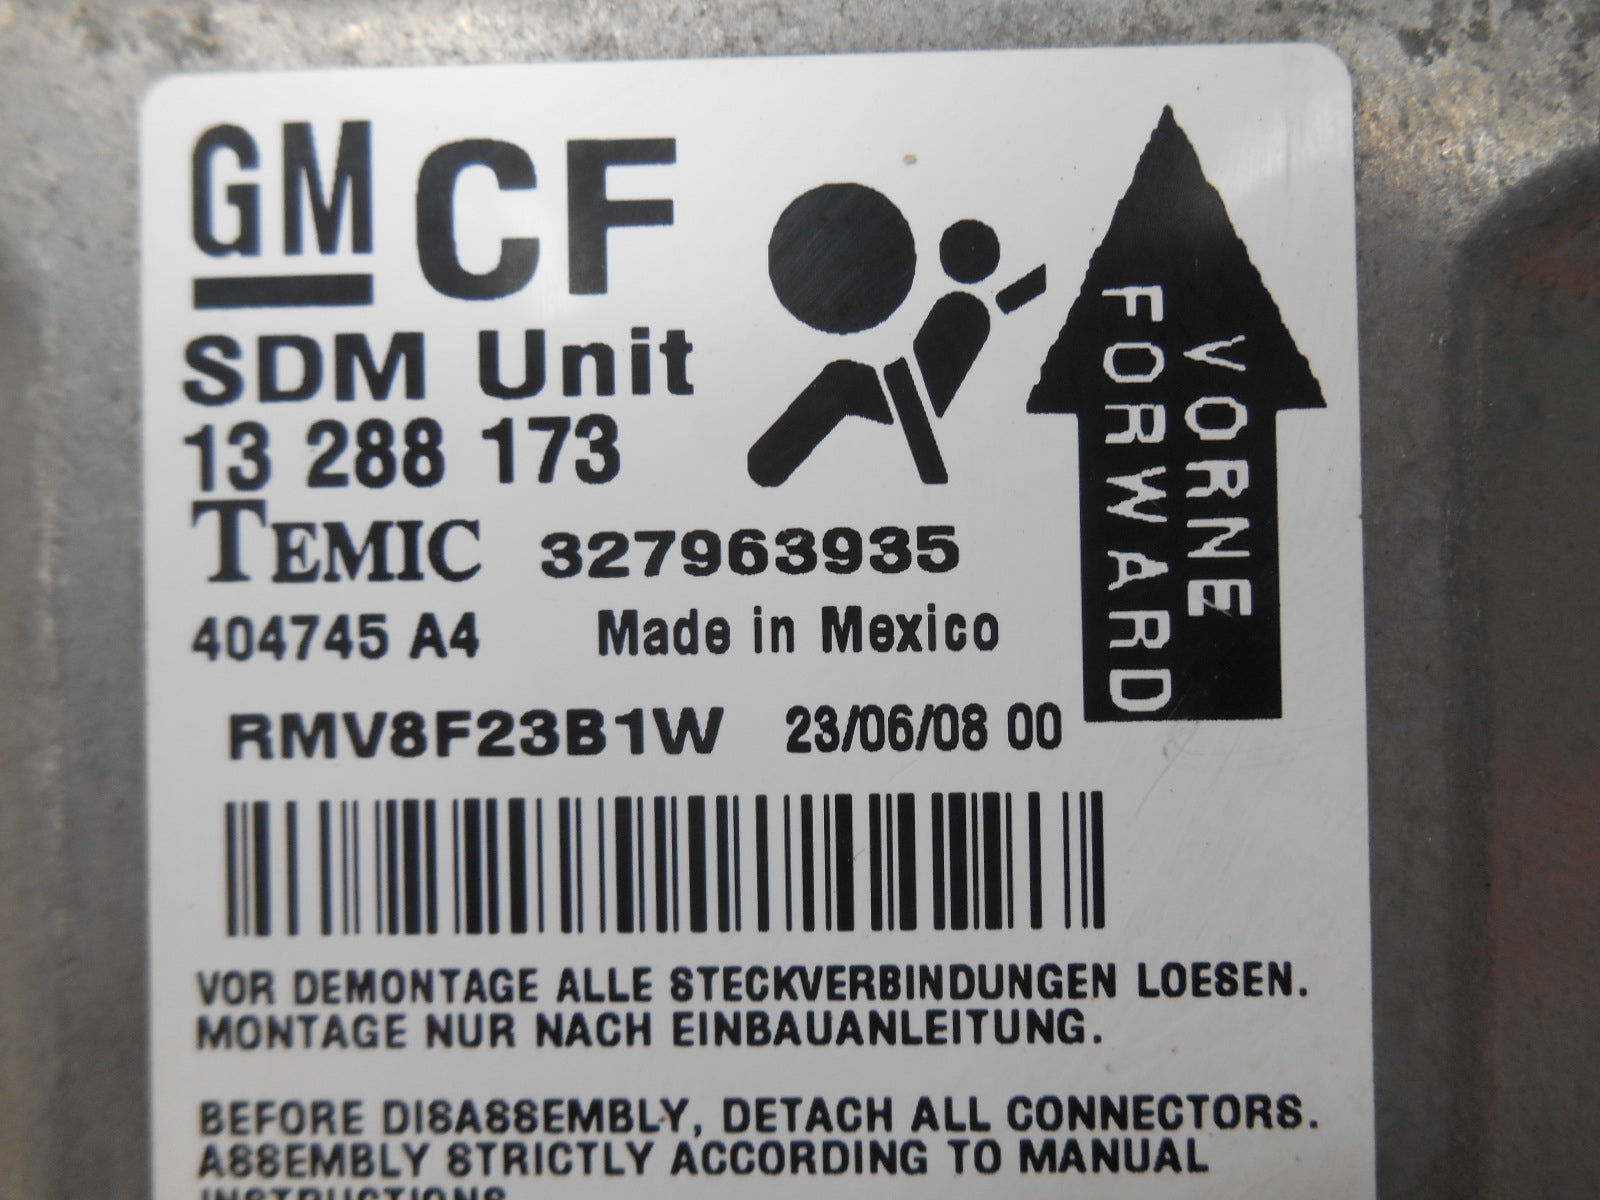 GM CF
SDM Unit
13 288 173
TEMIC 327963935
404745 A4 Made in Mexico
RMV8F23B1W 23/06/08 00
VORNE
FORWARD
VOR DEMONTAGE ALLE STECKVERBINDUNGEN LOESEN.
MONTAGE NUR NACH EINBAUANLEITUNG.
BEFORE DISASSEMBLY, DETACH ALL CONNECTORS.
ASSEMBLY STRICTLY ACCORDING TO MANUAL
INSTRUCTIONS